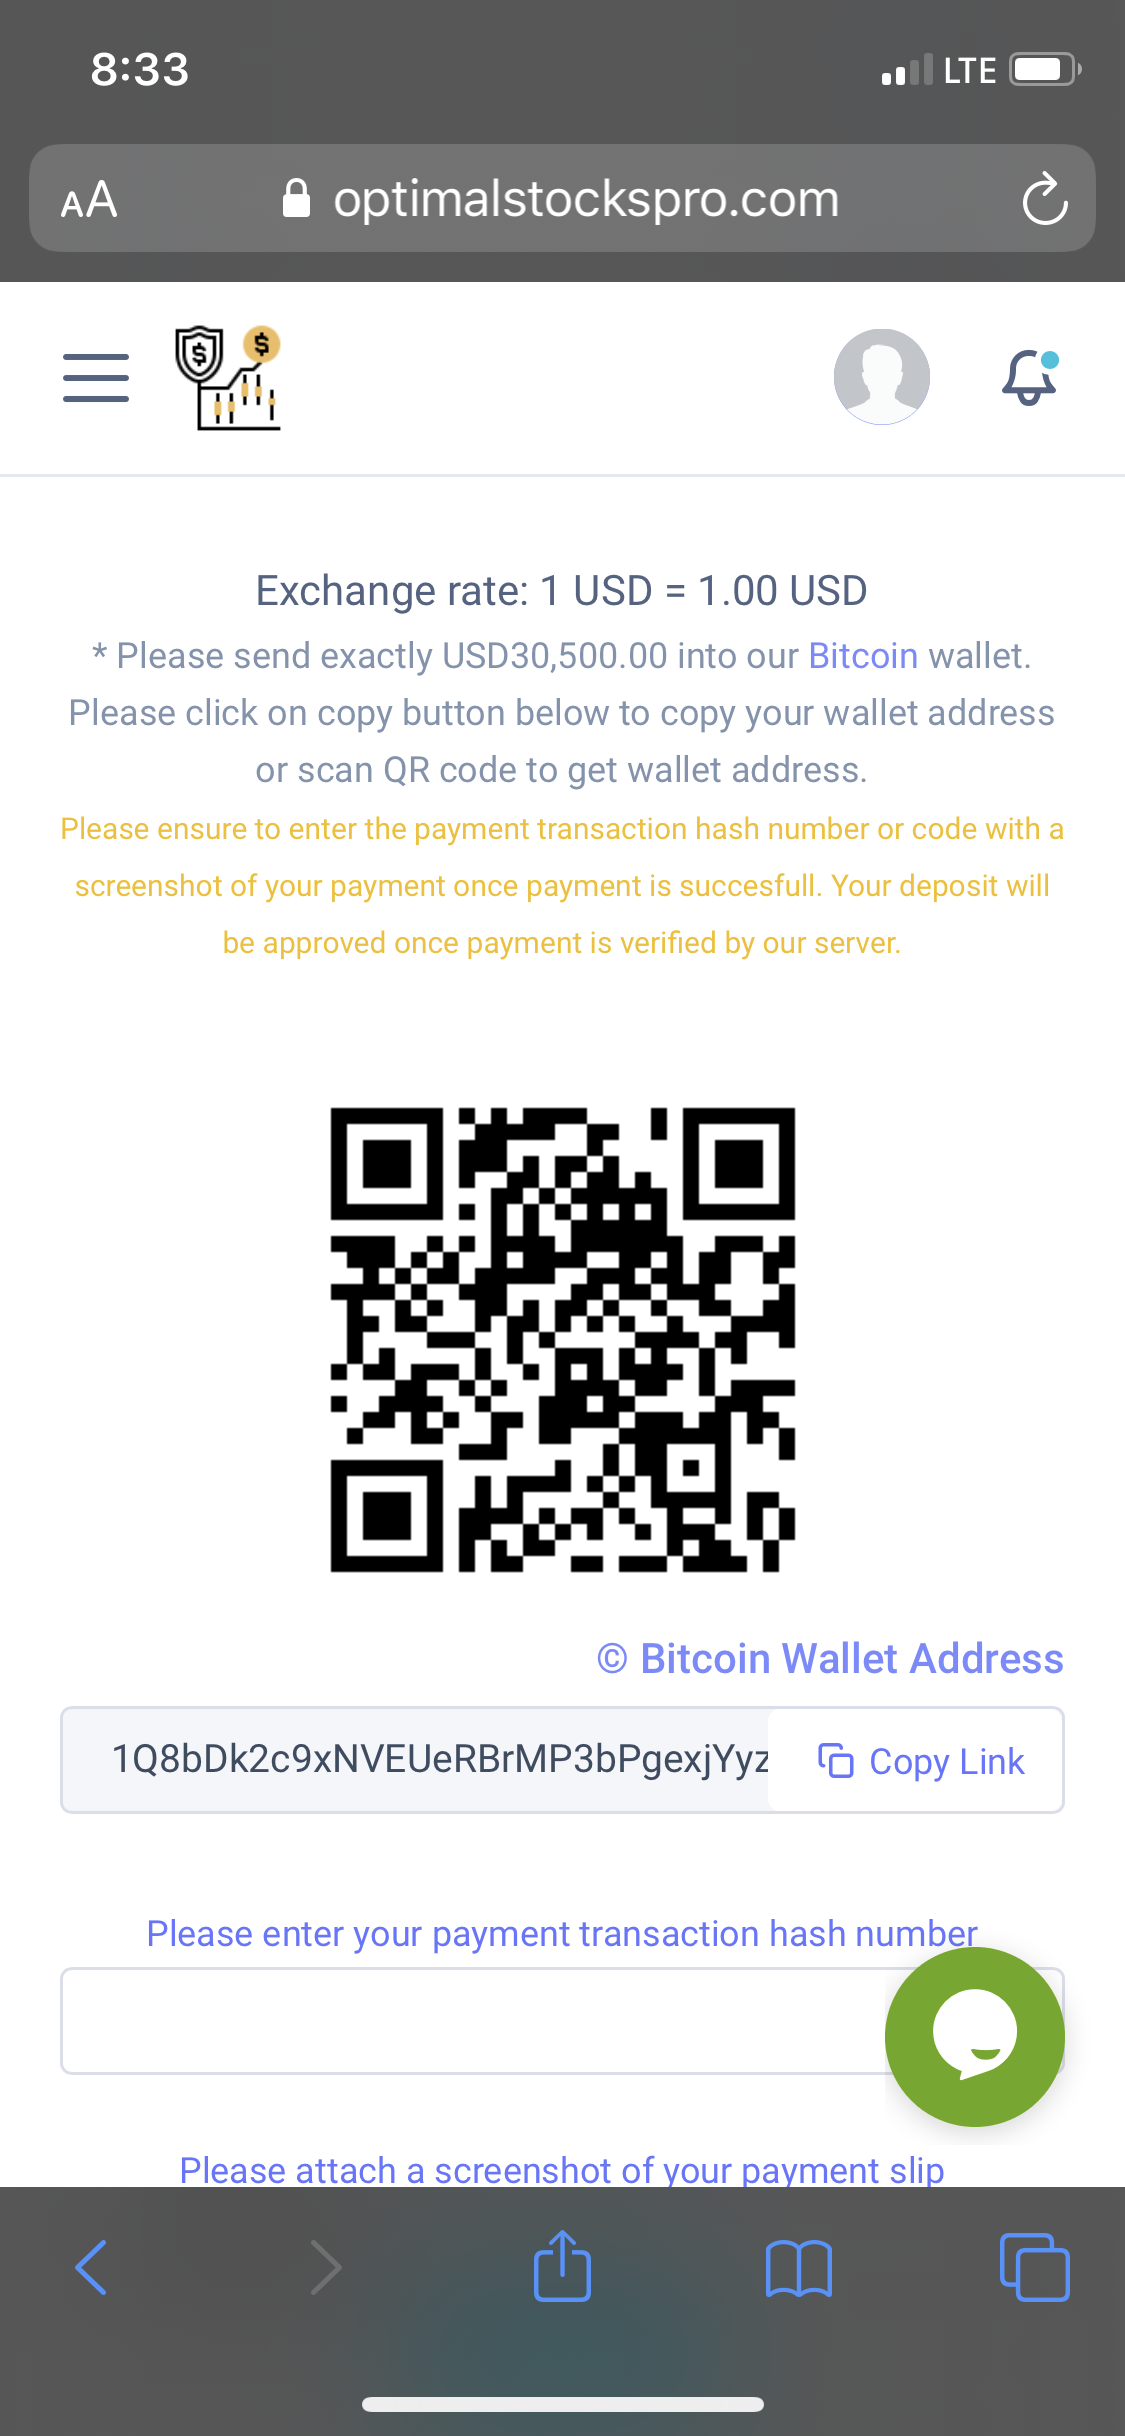 8:33
LTE
AA
optimalstockspro.com
Exchange rate: 1 USD = 1.00 USD
* Please send exactly USD30,500.00 into our Bitcoin wallet.
Please click on copy button below to copy your wallet address
or scan QR code to get wallet address.
Please ensure to enter the payment transaction hash number or code with a
screenshot of your payment once payment is succesfull. Your deposit will
be approved once payment is verified by our server.
© Bitcoin Wallet Address
1Q8bDk2c9xNVEUeRBrMP3bPgexjYyz
Copy Link
Please enter your payment transaction hash number
Please attach a screenshot of your payment slip